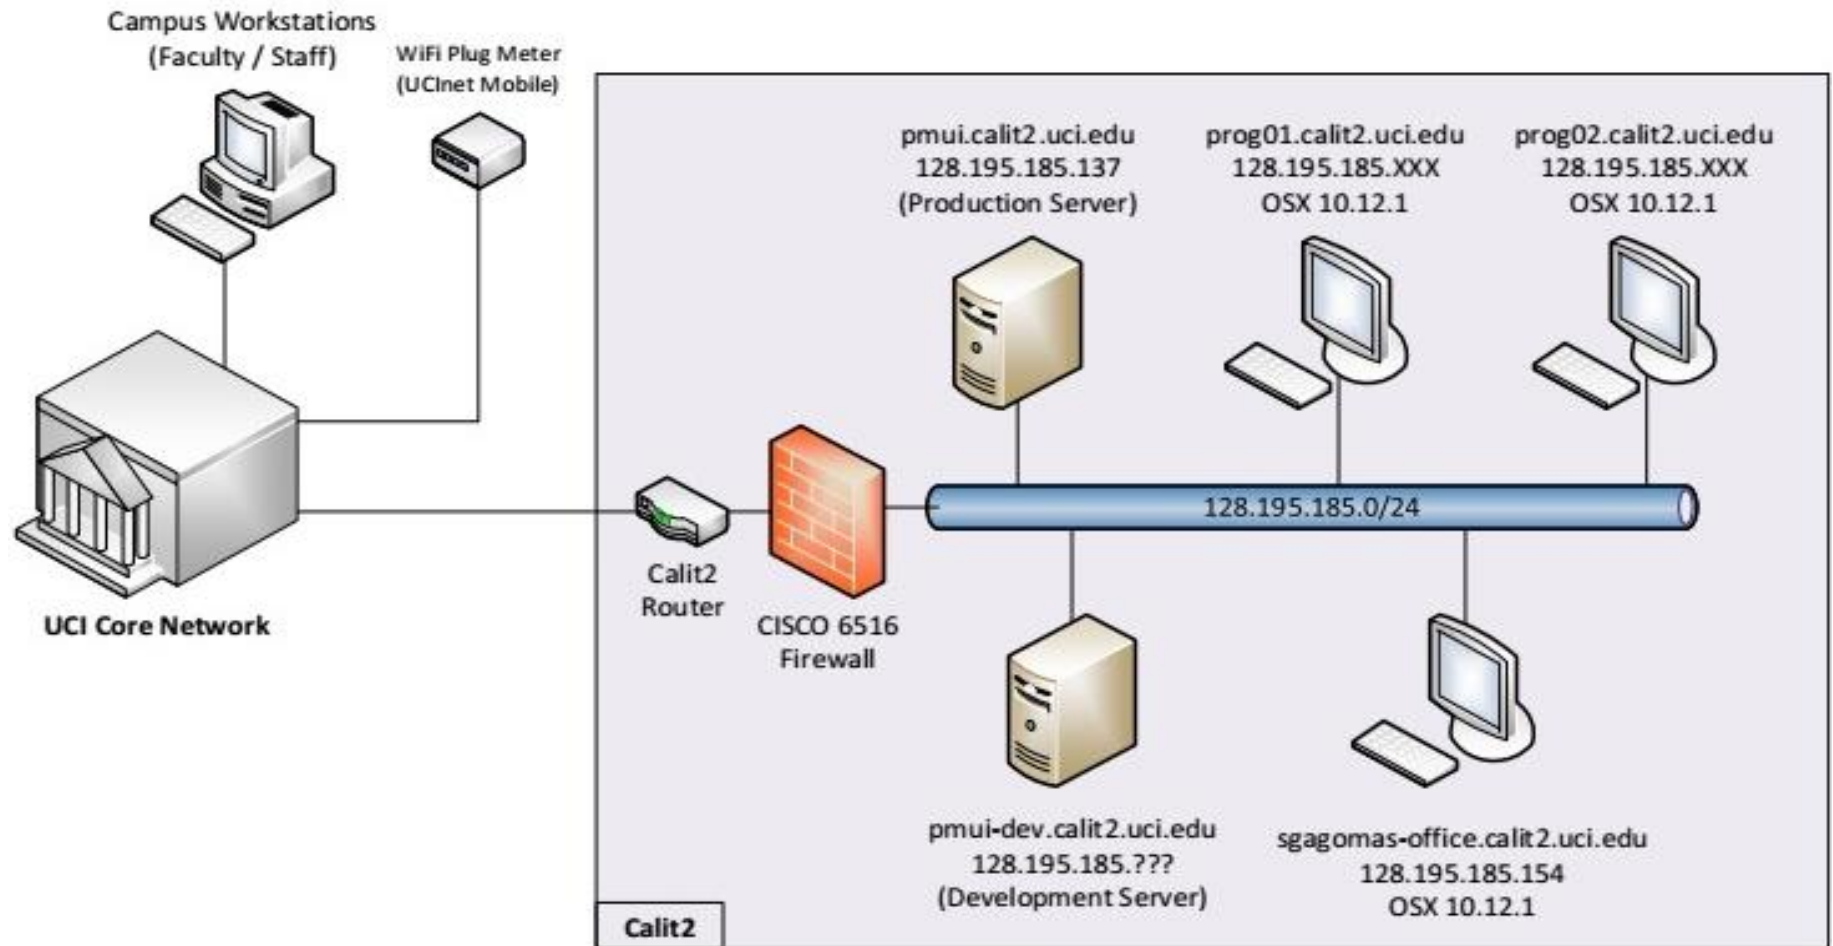 Campus Workstations
(Faculty / Staff)
WiFi Plug Meter
(UCInet Mobile)
UCI Core Network
pmui.calit2.uci.edu
128.195.185.137
(Production Server)
prog01.calit2.uci.edu
128.195.185.XXX
OSX 10.12.1
prog02.calit2.uci.edu
128.195.185.XXX
OSX 10.12.1
128.195.185.0/24
Calit2
Router
CISCO 6516
Firewall
pmui-dev.calit2.uci.edu
128.195.185.???
(Development Server)
sgagomas-office.calit2.uci.edu
128.195.185.154
OSX 10.12.1
Calit2